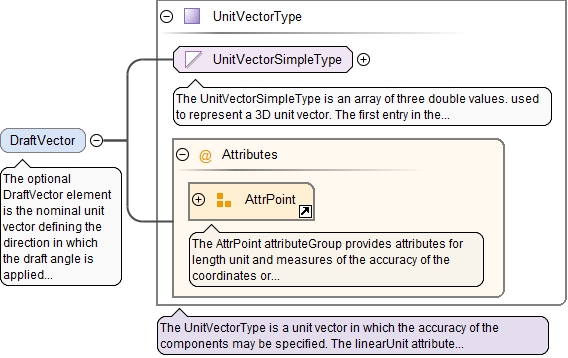 UnitVectorType
UnitVectorSimpleType
The UnitVectorSimpleType is an array of three double values. used
to represent a 3D unit vector. The first entry in the...
DraftVector
The optional
DraftVector element
is the nominal unit
vector defining the
direction in which
the draft angle is
applied...
@ Attributes
AttrPoint
The AttrPoint attributeGroup provides attributes for
length unit and measures of the accuracy of the
coordinates or...
The UnitVectorType is a unit vector in which the accuracy of the
components may be specified. The linearUnit attribute...